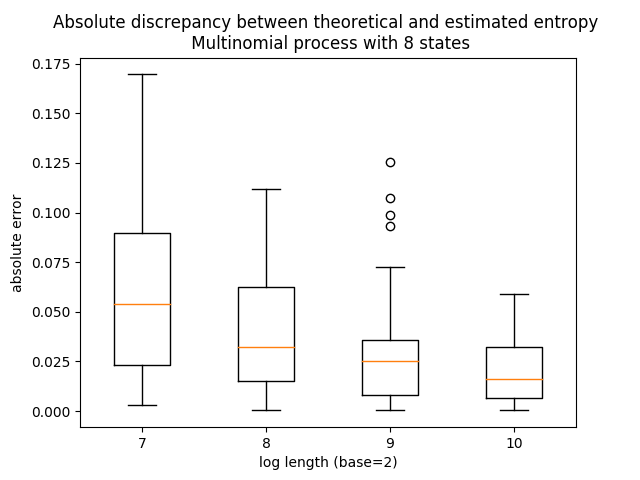 Absolute discrepancy between theoretical and estimated entropy
Multinomial process with 8 states
0.175
0.150
0.125
0.100
0.075
0.050
0.025
0.000
absolute error
7 8 9 10
log length (base=2)